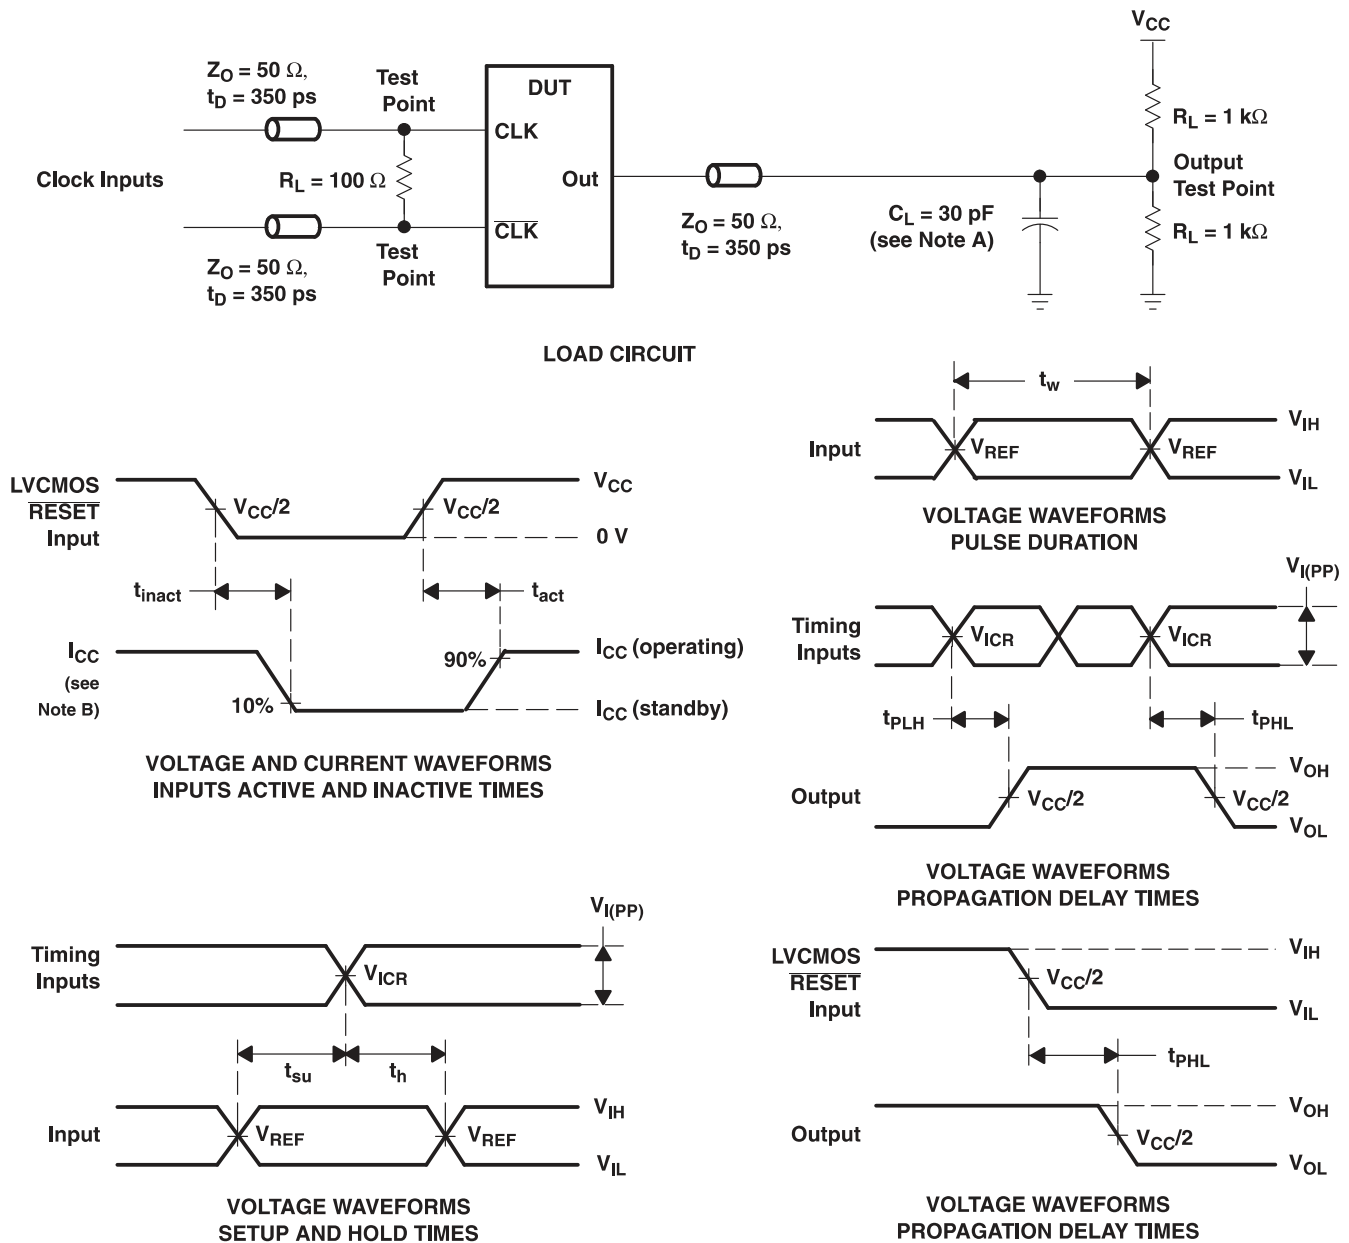 VCC
ZO = 50 Ω,
tD = 350 ps
Test
Point
DUT
RL = 1 kΩ
CLK
Clock Inputs
RL = 100 Ω
Out
Output
Test Point
CLK
ZO = 50 Ω,
tD = 350 ps
CL = 30 pF
(see Note A)
RL = 1 kΩ
Test
Point
ZO = 50 Ω,
tD = 350 ps
LOAD CIRCUIT
tw
VIH
Input
VREF
VREF
VIL
VOLTAGE WAVEFORMS
PULSE DURATION
LVCMOS
RESET
Input
VCC/2
VCC/2
VCC
0 V
tinact
tact
ICC
(see
Note B)
10%
90%
ICC (operating)
ICC (standby)
VOLTAGE AND CURRENT WAVEFORMS
INPUTS ACTIVE AND INACTIVE TIMES
VI(PP)
Timing
Inputs
VICR
VICR
tPLH
tPHL
VOH
Output
VCC/2
VCC/2
VOL
VOLTAGE WAVEFORMS
PROPAGATION DELAY TIMES
VI(PP)
Timing
Inputs
VICR
tsu
th
VIH
Input
VREF
VREF
VIL
VOLTAGE WAVEFORMS
SETUP AND HOLD TIMES
LVCMOS
RESET
Input
VIH
VCC/2
VIL
tPHL
VOH
Output
VCC/2
VOL
VOLTAGE WAVEFORMS
PROPAGATION DELAY TIMES